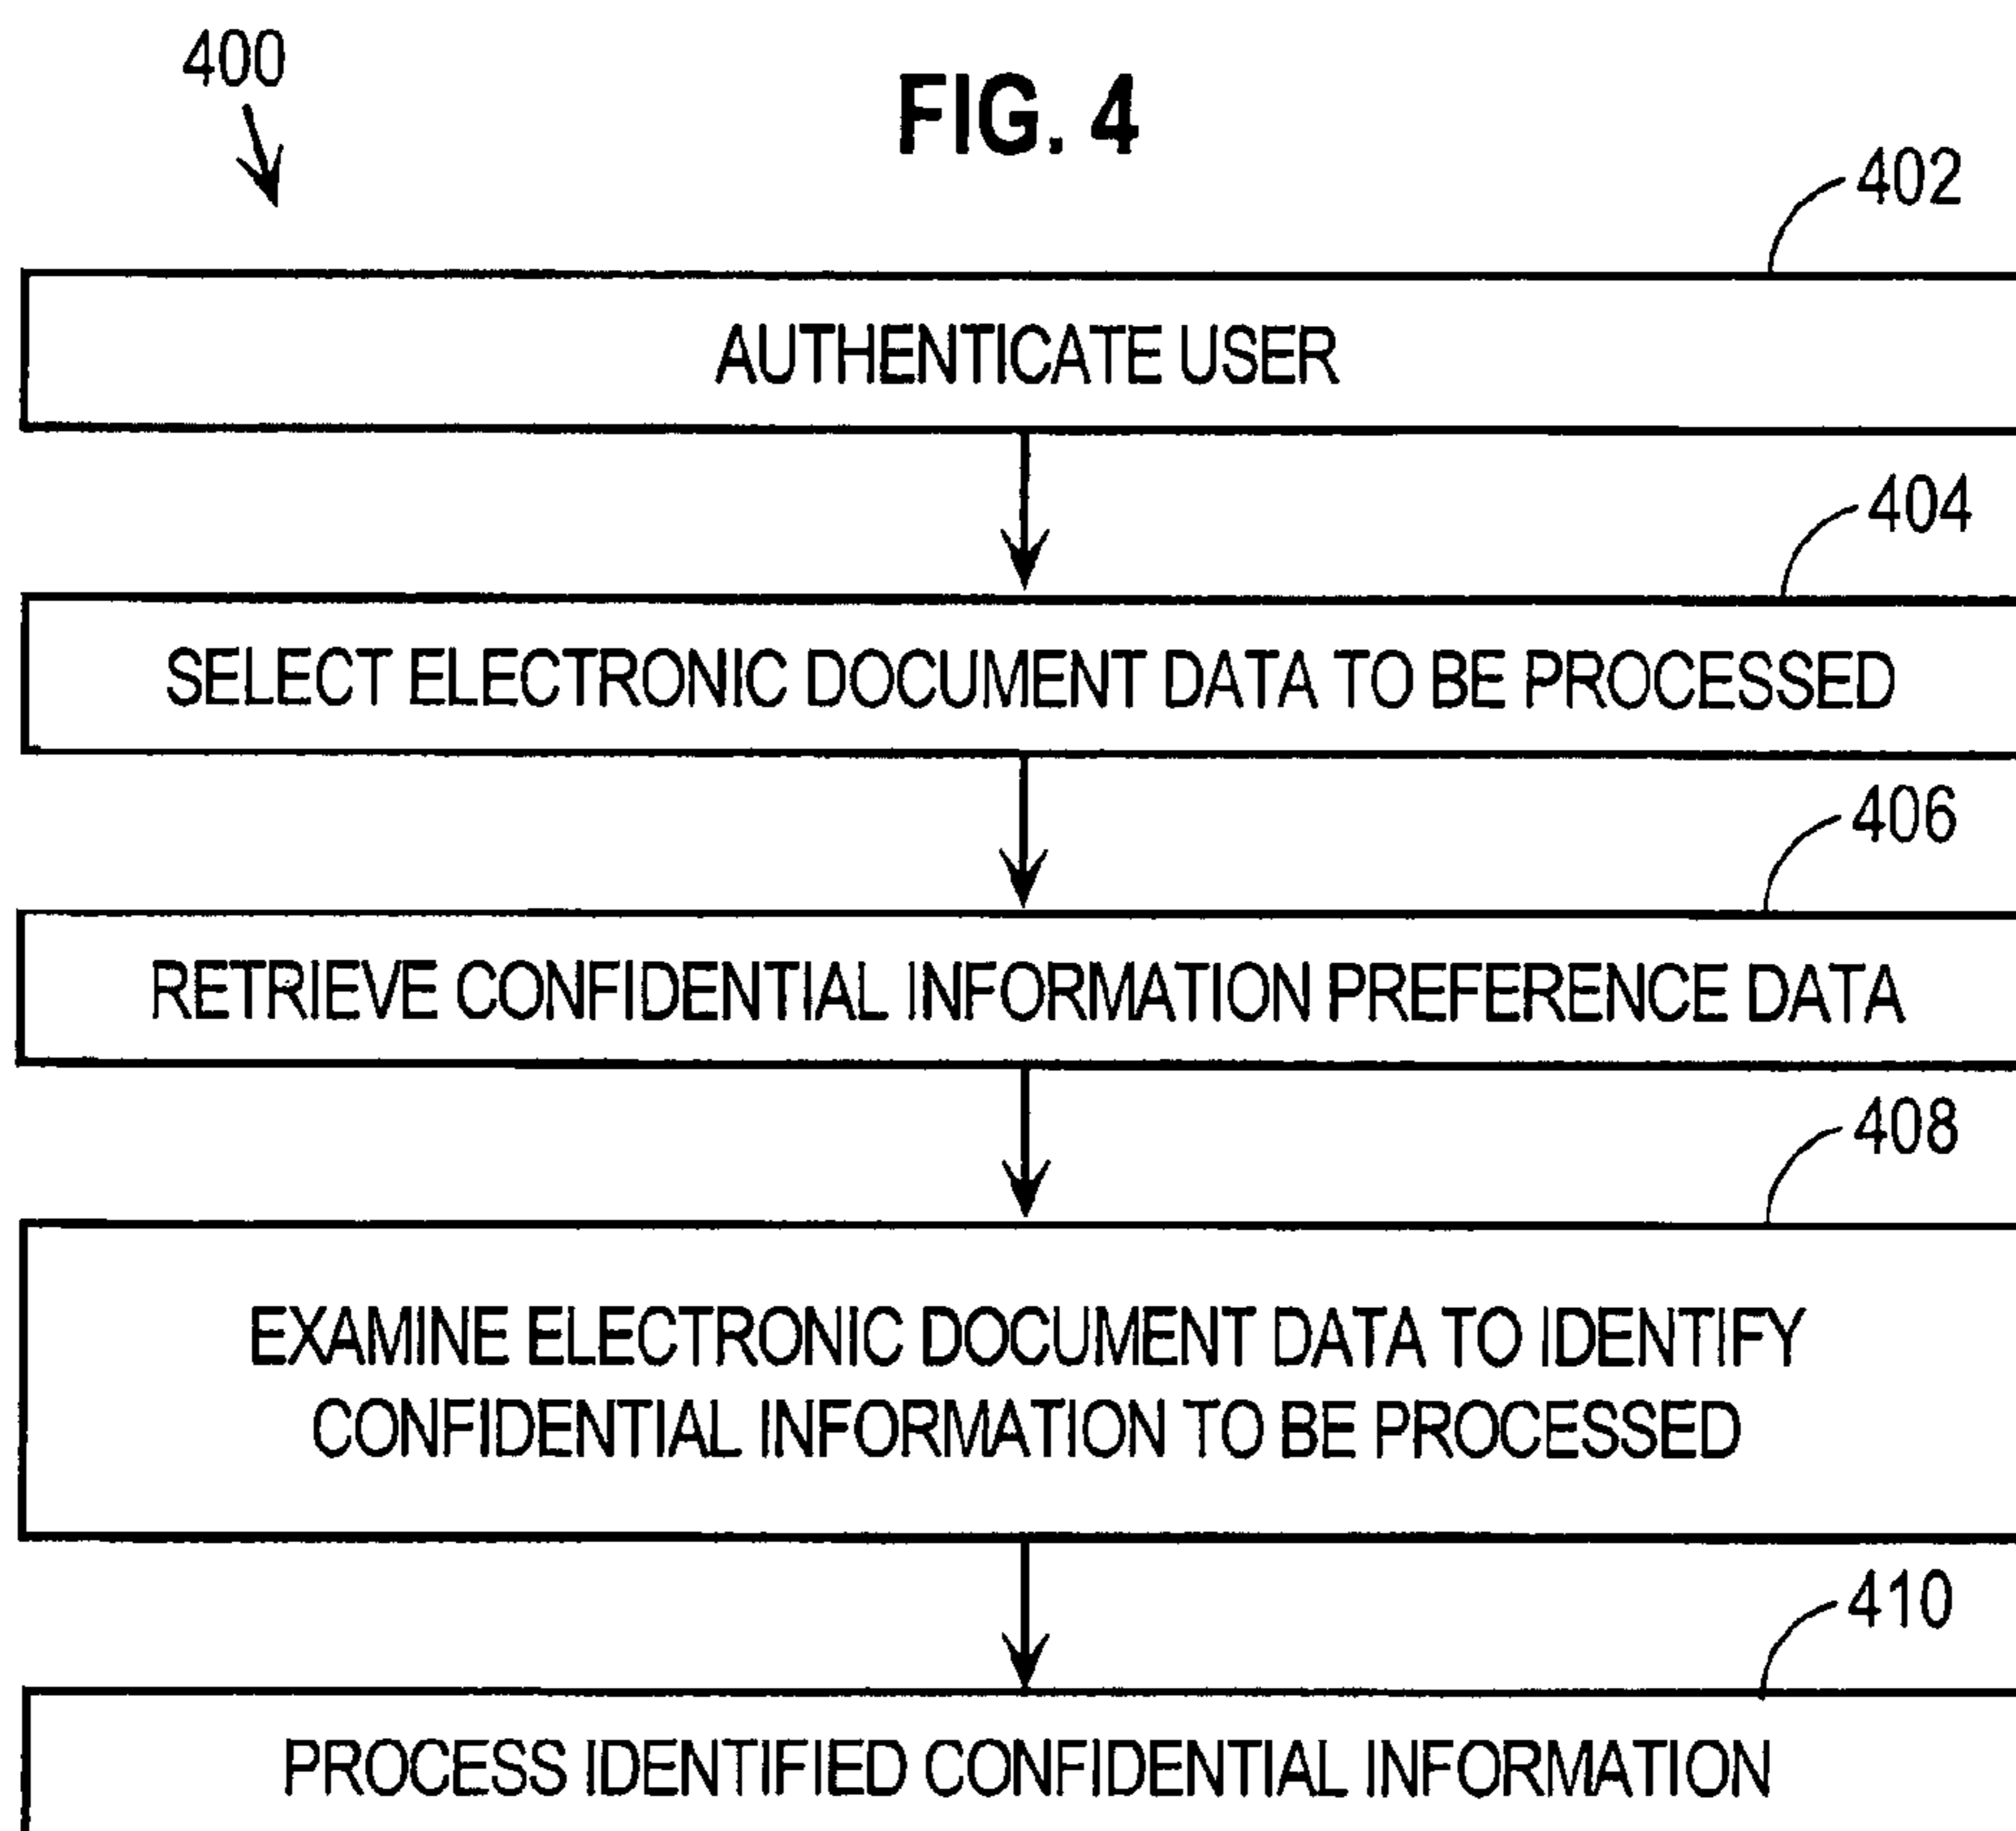 400
FIG. 4
402
AUTHENTICATE USER
404
SELECT ELECTRONIC DOCUMENT DATA TO BE PROCESSED
406
RETRIEVE CONFIDENTIAL INFORMATION PREFERENCE DATA
408
EXAMINE ELECTRONIC DOCUMENT DATA TO IDENTIFY
CONFIDENTIAL INFORMATION TO BE PROCESSED
410
PROCESS IDENTIFIED CONFIDENTIAL INFORMATION